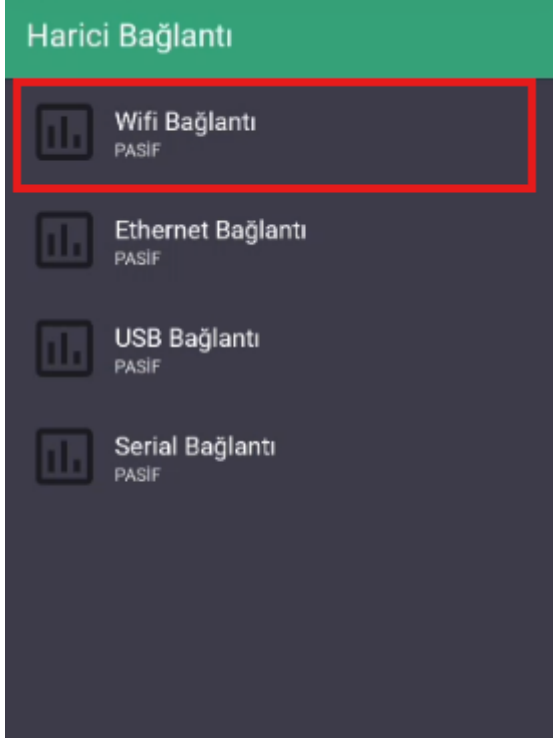 Harici Bağlantı
Wifi Bağlantı
PASİF
Ethernet Bağlantı
PASİF
USB Bağlantı
PASİF
Serial Bağlantı
PASİF